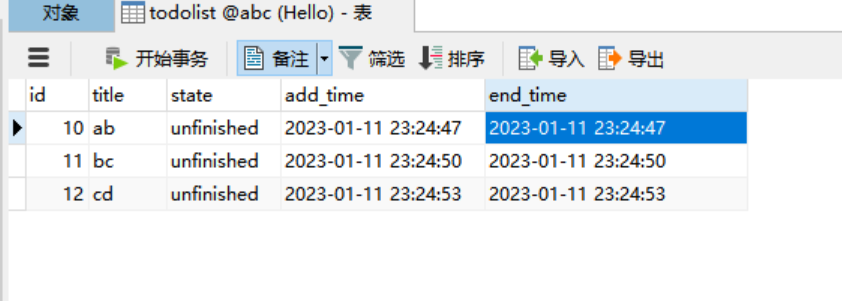 对象 todolist @abc (Hello) - 表
开始事务 备注 筛选 排序 导入 导出
id title state add_time end_time
10 ab unfinished 2023-01-11 23:24:47 2023-01-11 23:24:47
11 bc unfinished 2023-01-11 23:24:50 2023-01-11 23:24:50
12 cd unfinished 2023-01-11 23:24:53 2023-01-11 23:24:53